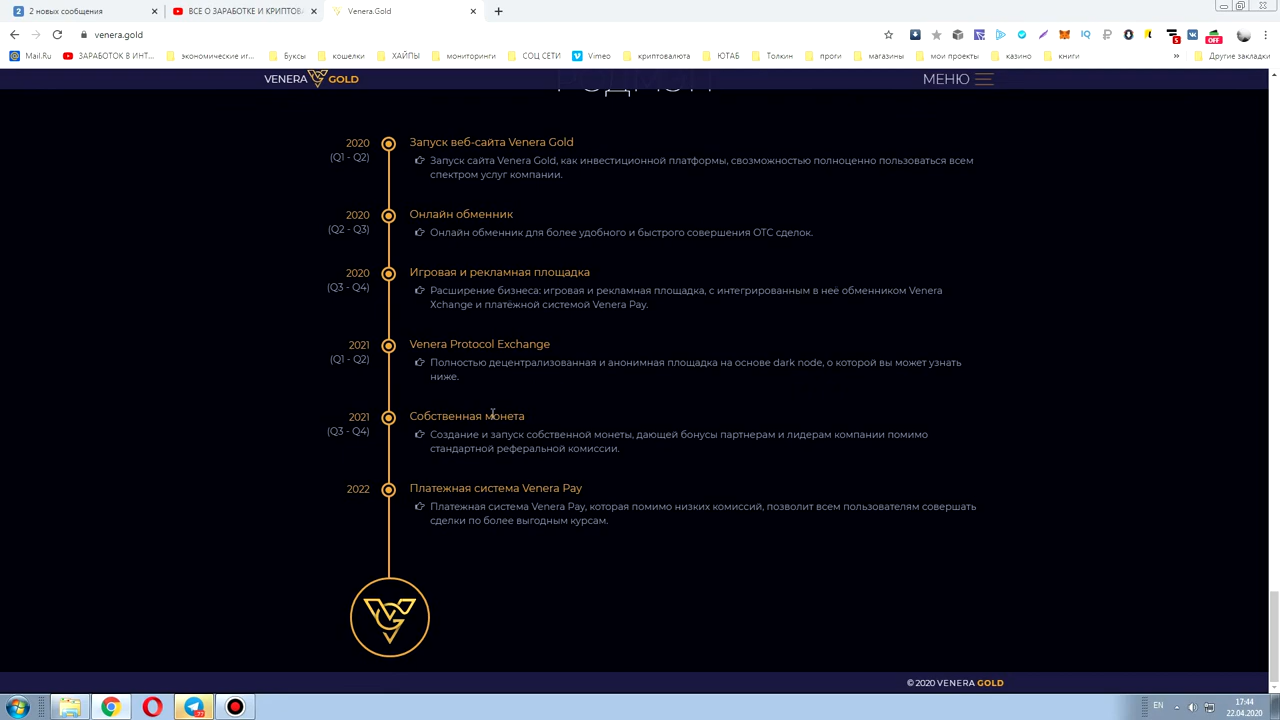 2 новых сообщения
ВСЕ О ЗАРАБОТКЕ И КРИПТОВА
Venera.Gold
venera.gold
Mail.Ru
ЗАРАБОТОК В ИНТ...
экономические иг...
буксы
кошелки
ХАЙПЫ
мониторинги
СОЦ СЕТИ
Vimeo
криптовалюта
ЮТАБ
Толкин
проги
магазины
мои проекты
казино
книги
»
Другие закладки
VENERA GOLD
МЕНЮ
2020
(Q1 - Q2)
Запуск веб-сайта Venera Gold
Запуск сайта Venera Gold, как инвестиционной платформы, свозможностью полноценно пользоваться всем
спектром услуг компании.
2020
(Q2 - Q3)
Онлайн обменник
Онлайн обменник для более удобного и быстрого совершения ОТС сделок.
2020
(Q3 - Q4)
Игровая и рекламная площадка
Расширение бизнеса: игровая и рекламная площадка, с интегрированным в неё обменником Venera
Xchange и платёжной системой Venera Pay.
2021
(Q1 - Q2)
Venera Protocol Exchange
Полностью децентрализованная и анонимная площадка на основе dark node, о которой вы может узнать
ниже.
2021
(Q3 - Q4)
Собственная монета
Создание и запуск собственной монеты, дающей бонусы партнерам и лидерам компании помимо
стандартной реферальной комиссии.
2022
Платежная система Venera Pay
Платежная система Venera Pay, которая помимо низких комиссий, позволит всем пользователям совершать
сделки по более выгодным курсам.
© 2020 VENERA GOLD
EN
17:44
22.04.2020